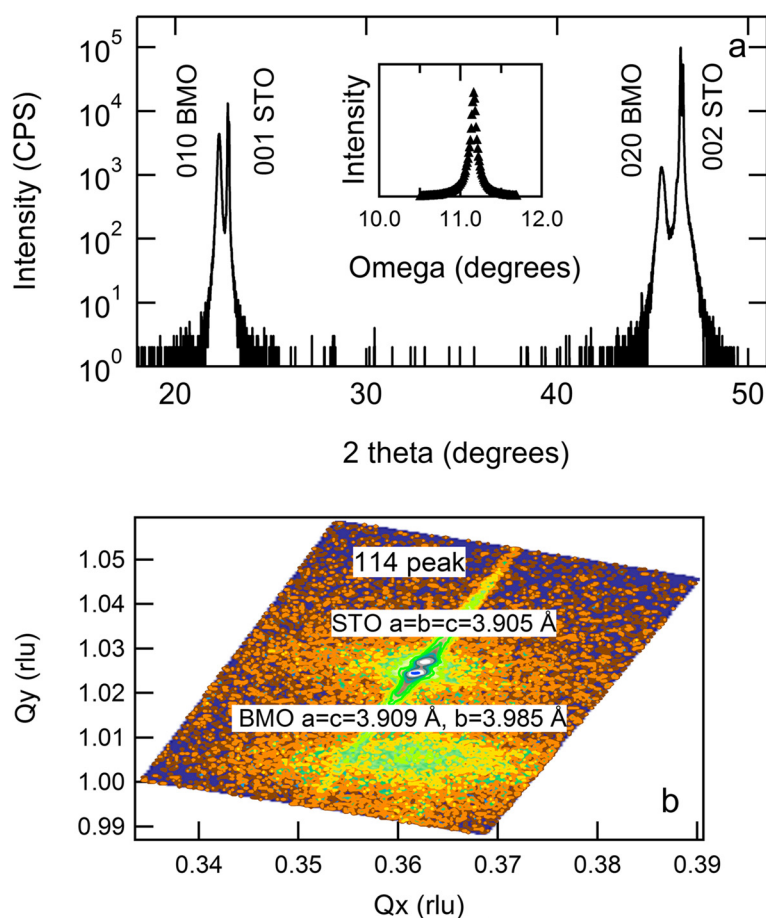 a
10⁵
10⁴
10³
10²
10¹
10⁰
Intensity (CPS)
010 BMO
001 STO
020 BMO
002 STO
Intensity
10.0 11.0 12.0
Omega (degrees)
20 30 40 50
2 theta (degrees)
1.05
1.04
1.03
1.02
1.01
1.00
0.99
Qy (rlu)
114 peak
STO a=b=c=3.905 Å
BMO a=c=3.909 Å, b=3.985 Å
b
0.34 0.35 0.36 0.37 0.38 0.39
Qx (rlu)